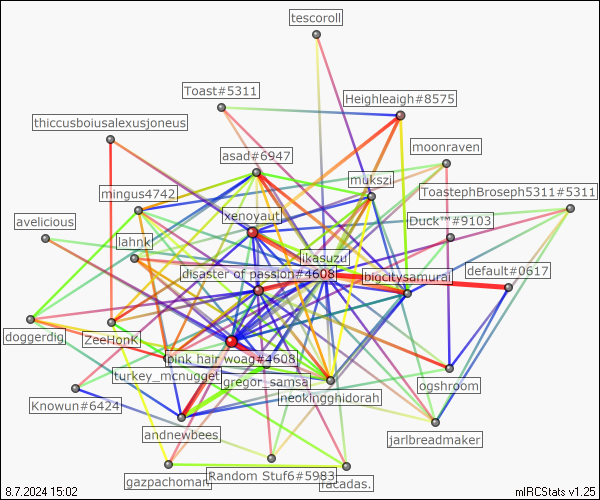 tescoroll
Toast#5311
Heighleaigh#8575
thiccusboiusalexusjoneus
moonraven
asad#6947
mukszi
mingus4742
ToastephBroseph5311#5311
avelicious
xenoyaut
Duck™#9103
lahnk
likasuzu
disaster of passion#4608
bigcitysamurai
default#0617
doggerdig
ZeeHonK
pink hair woag#4608
turkey_mcnugget
gregor_samsa
ogshroom
Knowun#6424
neokingghidorah
andnewbees
jarlbreadmaker
gazpachoman
Random Stuf6#5983
racadas.
8.7.2024 15:02
mIRCStats v1.25